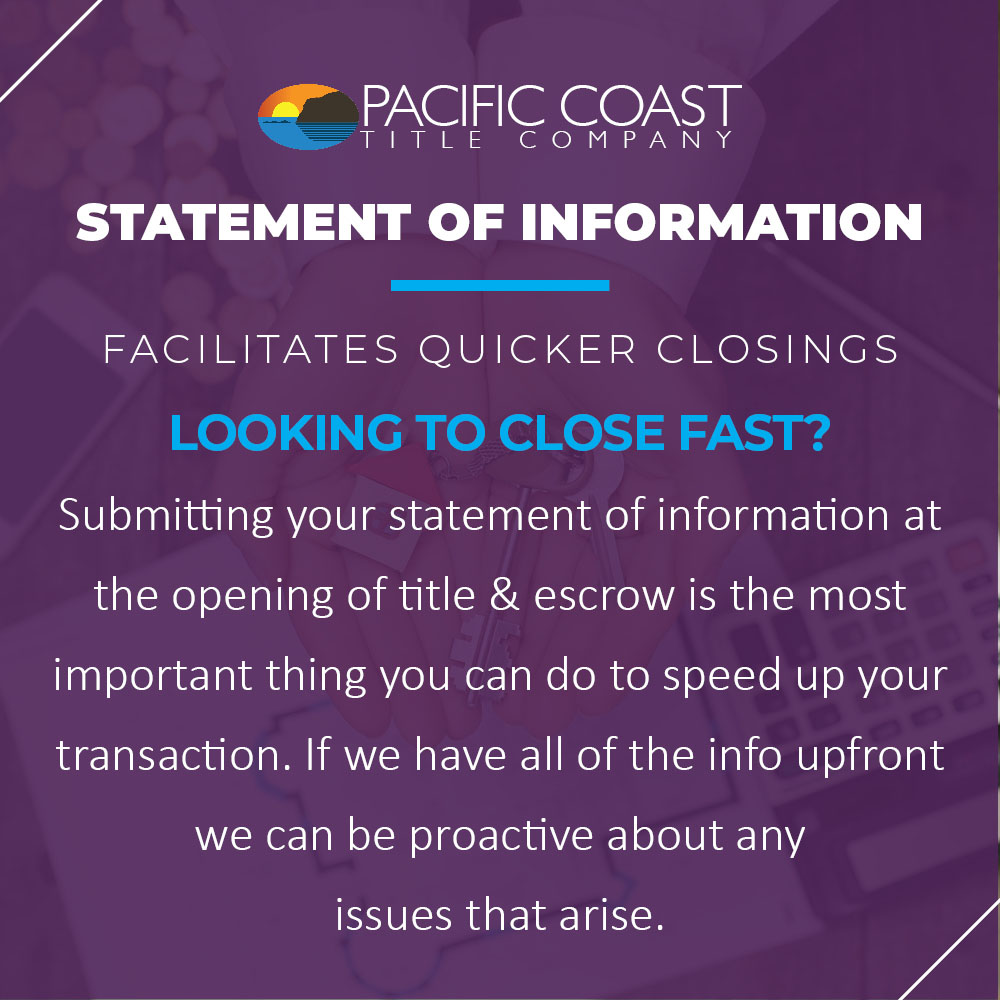 PACIFIC COAST
TITLE COMPANY
STATEMENT OF INFORMATION
FACILITATES QUICKER CLOSINGS
LOOKING TO CLOSE FAST?
Submitting your statement of information at
the opening of title & escrow is the most
important thing you can do to speed up your
transaction. If we have all of the info upfront
we can be proactive about any
issues that arise.